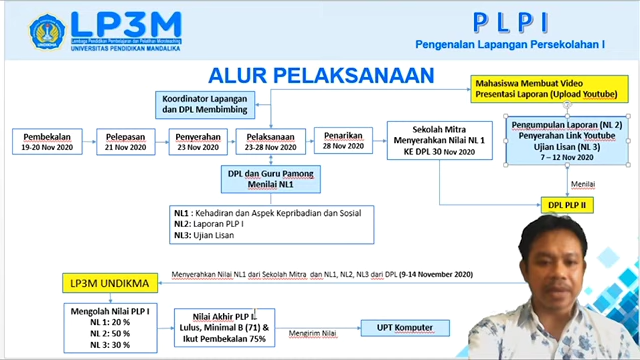 LP3M
Lembaga Pengembangan Pembelajaran dan Pelatihan Microteaching
UNIVERSITAS PENDIDIKAN MANDALIKA
PLPI
Pengenalan Lapangan Persekolahan I
ALUR PELAKSANAAN
Koordinator Lapangan
dan DPL Membimbing
Mahasiswa Membuat Video
Presentasi Laporan (Upload Youtube)
Pembekalan
19-20 Nov 2020
Pelepasan
21 Nov 2020
Penyerahan
23 Nov 2020
Pelaksanaan
23-28 Nov 2020
Penarikan
28 Nov 2020
Sekolah Mitra
Menyerahkan Nilai NL 1
KE DPL 30 Nov 2020
Pengumpulan Laporan (NL 2)
Penyerahan Link Youtube
Ujian Lisan (NL 3)
7 – 12 Nov 2020
DPL dan Guru Pamong
Menilai NL1
Menilai
DPL PLP II
NL1 : Kehadiran dan Aspek Kepribadian dan Sosial
NL2: Laporan PLP I
NL3: Ujian Lisan
LP3M UNDIKMA
Menyerahkan Nilai NL1 dari Sekolah Mitra dan NL1, NL2, NL3 dari DPL (9-14 November 2020)
Mengolah Nilai PLP I
NL 1: 20 %
NL 2: 50 %
NL 3: 30 %
Nilai Akhir PLP I
Lulus, Minimal B (71) &
Ikut Pembekalan 75%
Mengirim Nilai
UPT Komputer